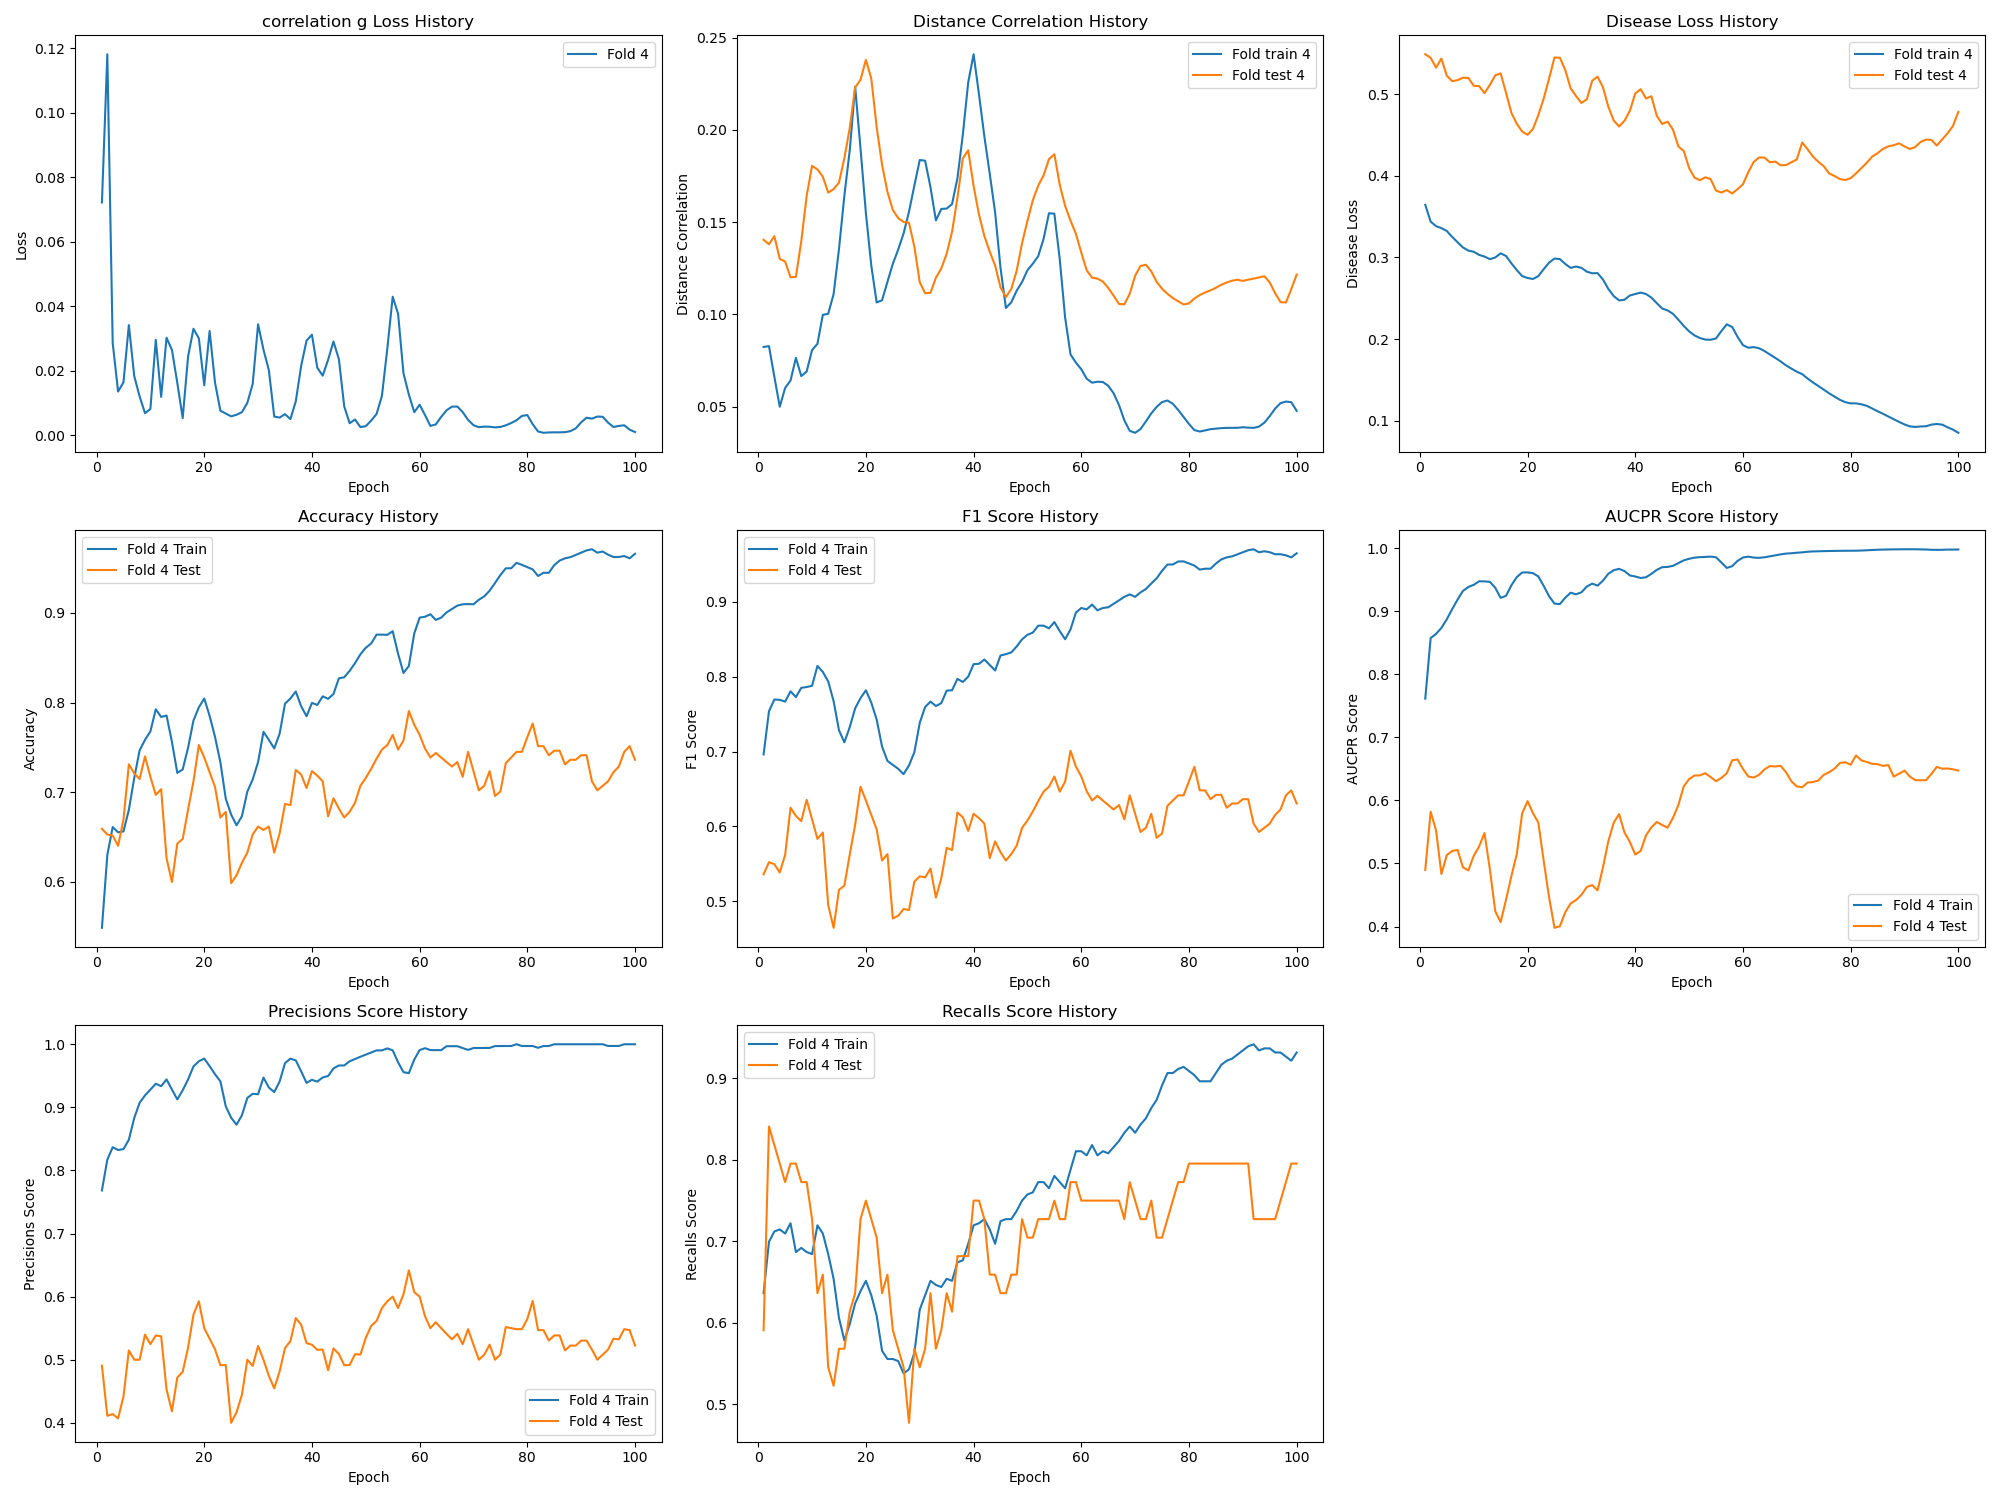 correlation g Loss History
Fold 4
0.12
0.10
0.08
0.06
0.04
0.02
0.00
Loss
0 20 40 60 80 100
Epoch
Distance Correlation History
Fold train 4
Fold test 4
0.25
0.20
0.15
0.10
0.05
Distance Correlation
0 20 40 60 80 100
Epoch
Disease Loss History
Fold train 4
Fold test 4
0.5
0.4
0.3
0.2
0.1
Disease Loss
0 20 40 60 80 100
Epoch
Accuracy History
Fold 4 Train
Fold 4 Test
0.9
0.8
0.7
0.6
Accuracy
0 20 40 60 80 100
Epoch
F1 Score History
Fold 4 Train
Fold 4 Test
0.9
0.8
0.7
0.6
0.5
F1 Score
0 20 40 60 80 100
Epoch
AUCPR Score History
1.0
0.9
0.8
0.7
0.6
0.5
0.4
AUCPR Score
Fold 4 Train
Fold 4 Test
0 20 40 60 80 100
Epoch
Precisions Score History
1.0
0.9
0.8
0.7
0.6
0.5
0.4
Precisions Score
Fold 4 Train
Fold 4 Test
0 20 40 60 80 100
Epoch
Recalls Score History
Fold 4 Train
Fold 4 Test
0.9
0.8
0.7
0.6
0.5
Recalls Score
0 20 40 60 80 100
Epoch